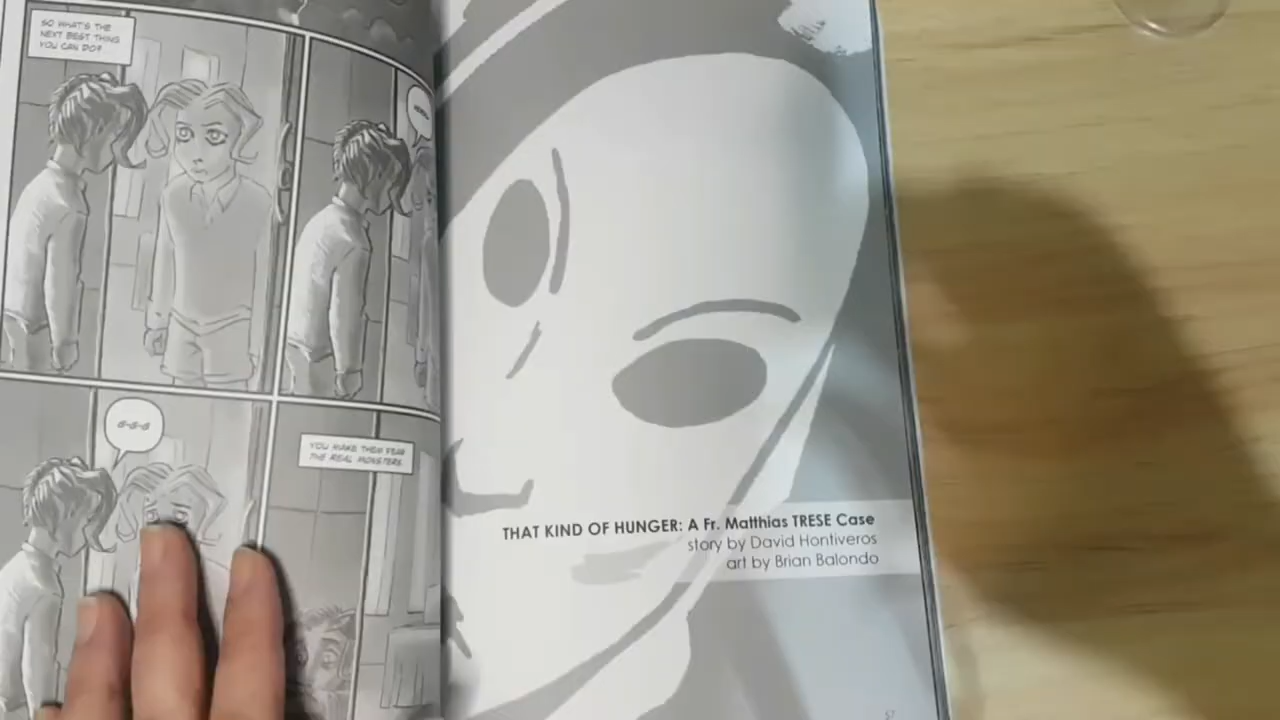 SO WHAT'S THE
NEXT BEST THING
YOU CAN DO?
G-G-G
YOU MAKE THEM FEAR
THE REAL MONSTERS.
THAT KIND OF HUNGER: A Fr. Matthias TRESE Case
story by David Hontiveros
art by Brian Balondo
57